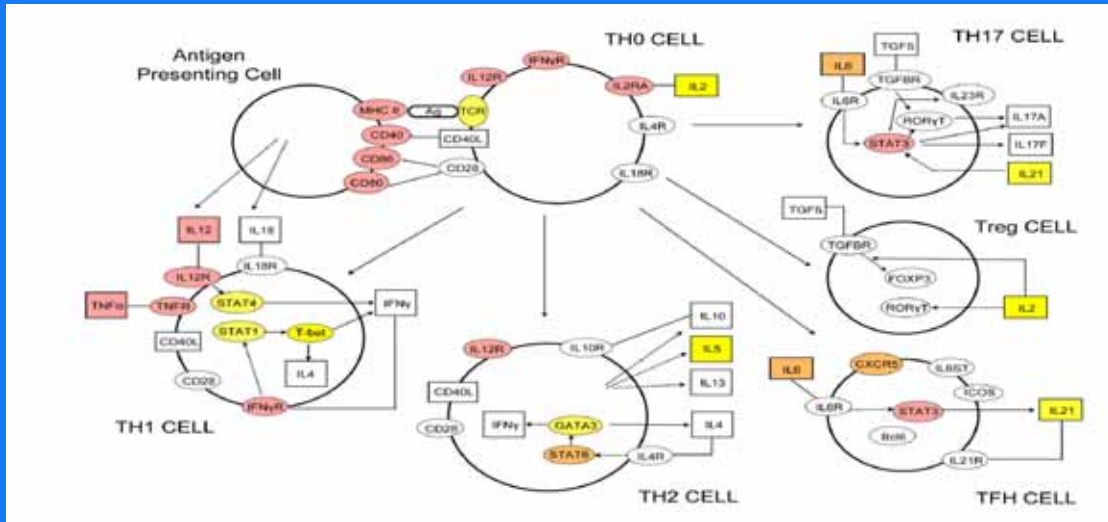 Antigen
Presenting Cell
TH0 CELL
IL12R
IFNγR
IL2RA
IL2
MHC II
Ag
TCR
CD40
CD40L
CD86
CD28
CD80
IL4R
IL18R
TH17 CELL
TGFS
IL6
TGFBR
IL6R
IL23R
RORγT
IL17A
STAT3
IL17F
IL21
Treg CELL
TGFS
TGFBR
FOXP3
RORγT
IL2
IL12
IL18
IL12R
IL18R
TNFα
TNFR
STAT4
IFNγ
STAT1
T-bet
CD40L
IL4
CD28
IFNγR
TH1 CELL
IL12R
IL10R
IL10
IL5
IL13
CD40L
CD28
IFNγ
GATA3
IL4
STAT6
IL4R
TH2 CELL
IL6
CXCR5
IL6ST
ICOS
IL6R
STAT3
IL21
Bcl6
IL21R
TFH CELL